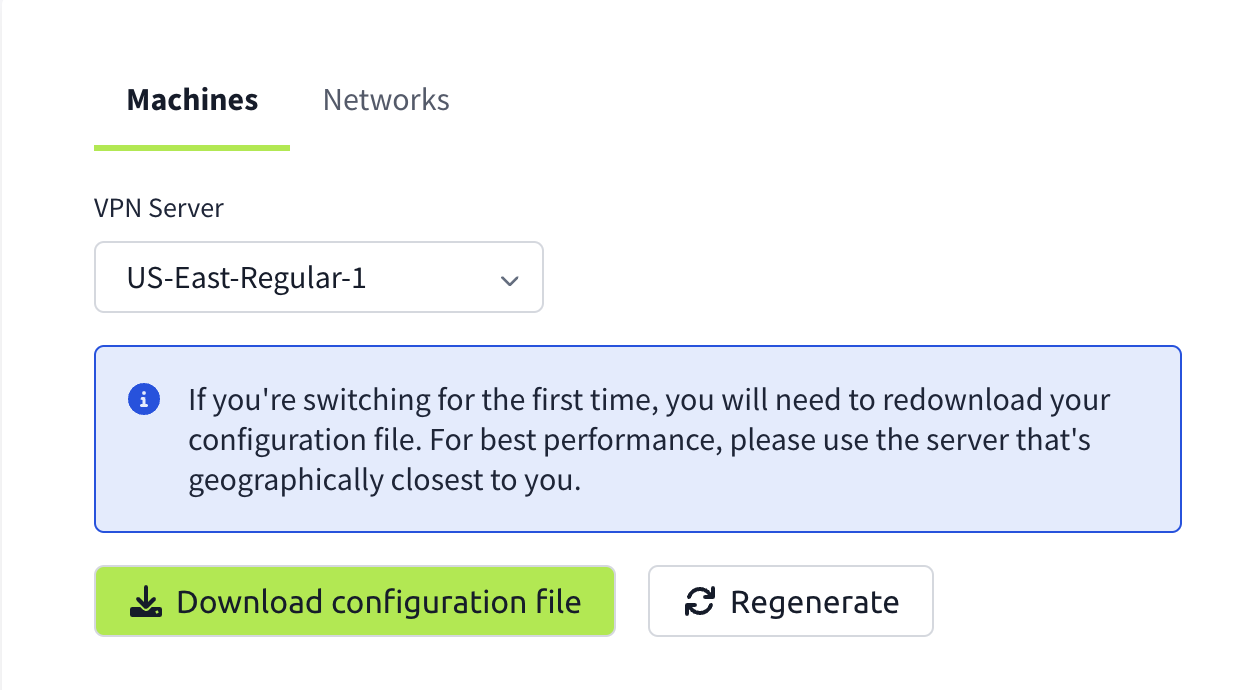 Machines Networks
VPN Server
US-East-Regular-1
If you're switching for the first time, you will need to redownload your
configuration file. For best performance, please use the server that's
geographically closest to you.
Download configuration file Regenerate